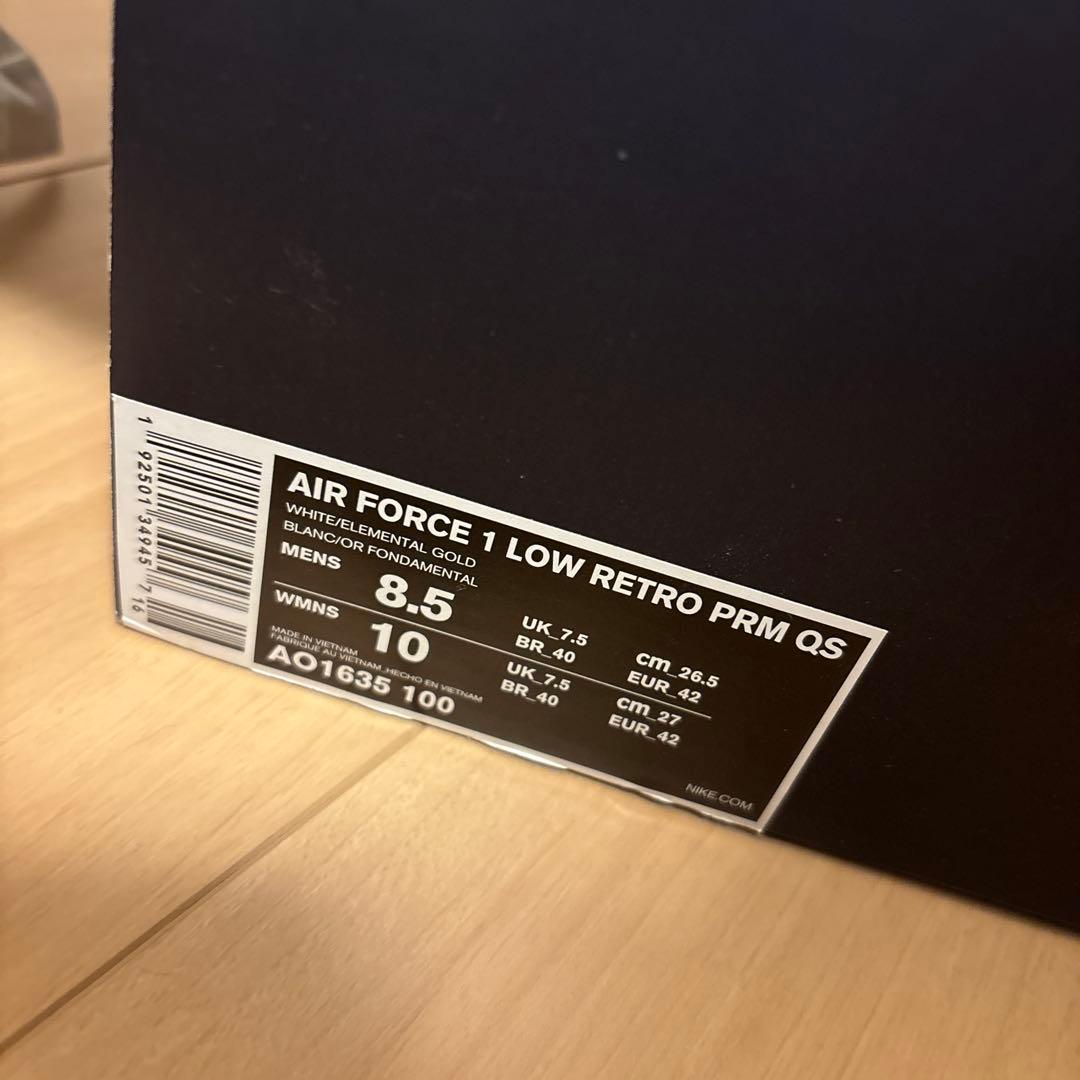 AIR FORCE 1 LOW RETRO PRM QS
WHITE/ELEMENTAL GOLD
BLANC/OR FONDAMENTAL
MENS 8.5 UK_7.5 cm_26.5
BR_40 EUR_42
WMNS 10 UK_7.5 cm_27
BR_40 EUR_42
MADE IN VIETNAM
FABRIQUÉ AU VIETNAM_HECHO EN VIETNAM
AO1635 100
NIKE.COM
1 92501 34945 7 16